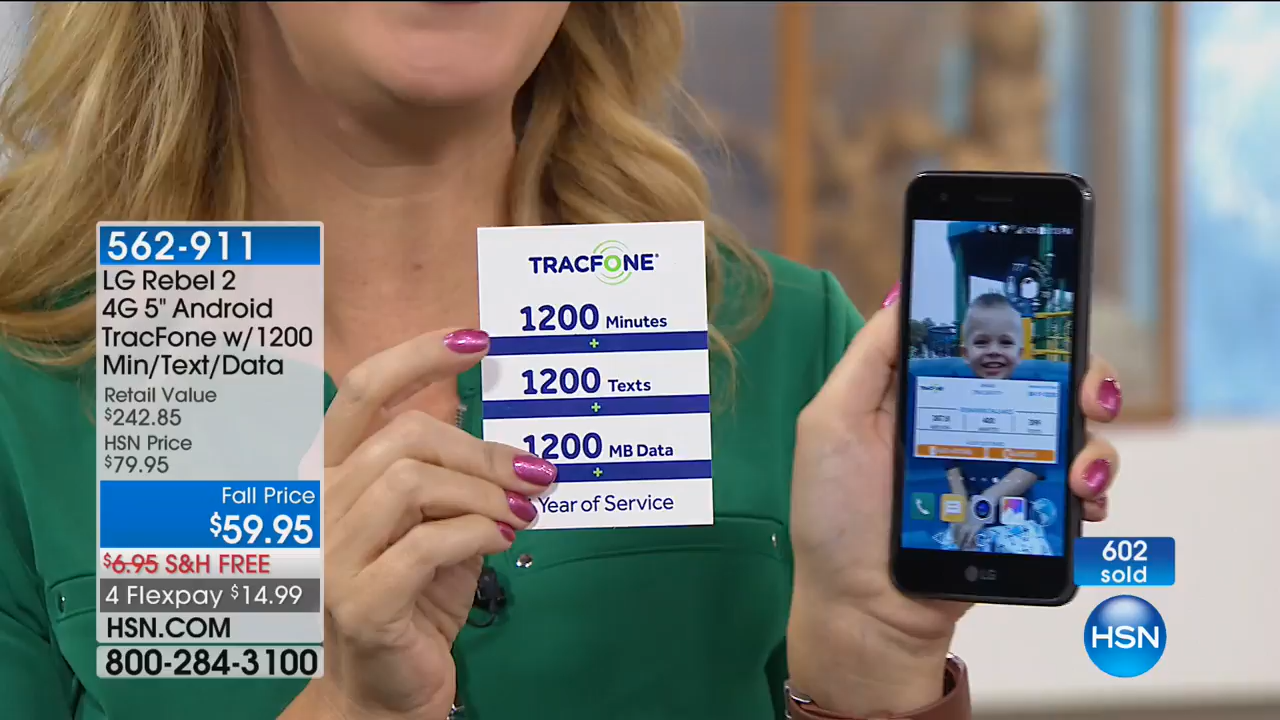 562-911
LG Rebel 2
4G 5" Android
TracFone w/1200
Min/Text/Data
Retail Value
$242.85
HSN Price
$79.95
Fall Price
$59.95
$6.95 S&H FREE
4 Flexpay $14.99
HSN.COM
800-284-3100
TRACFONE
1200 Minutes
+
1200 Texts
+
1200 MB Data
+
Year of Service
LG
602
sold
HSN